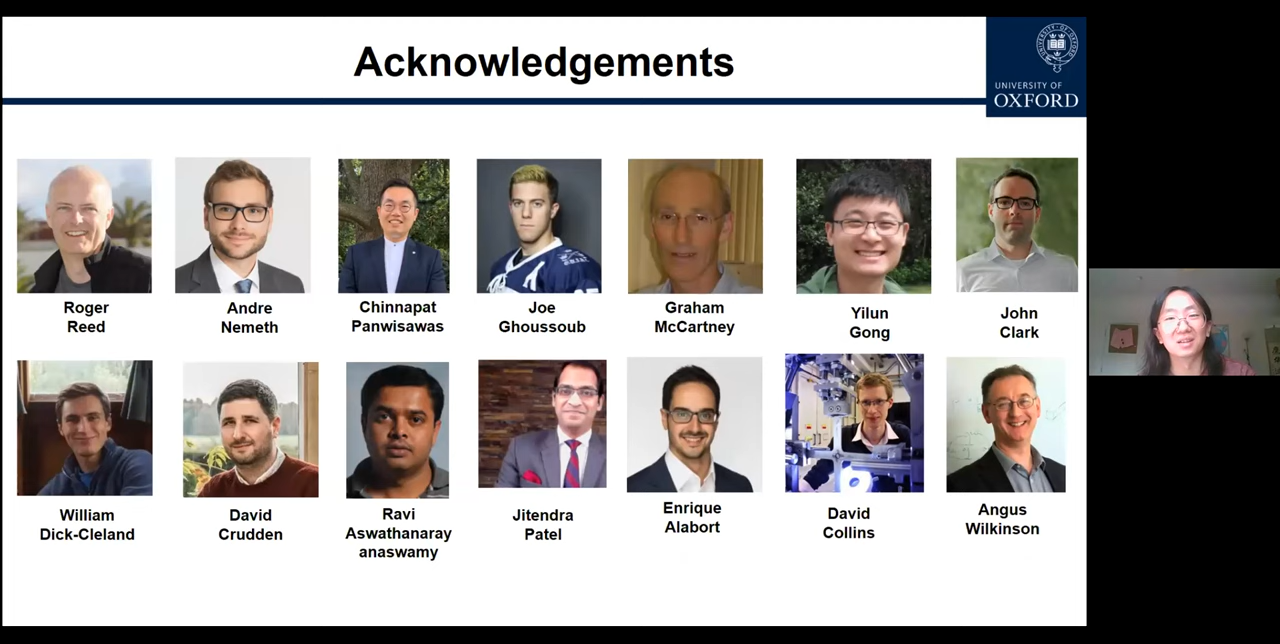 Acknowledgements
UNIVERSITY OF
OXFORD
Roger
Reed
Andre
Nemeth
Chinnapat
Panwisawas
Joe
Ghoussoub
Graham
McCartney
Yilun
Gong
John
Clark
William
Dick-Cleland
David
Crudden
Ravi
Aswathanaray
anaswamy
Jitendra
Patel
Enrique
Alabort
David
Collins
Angus
Wilkinson